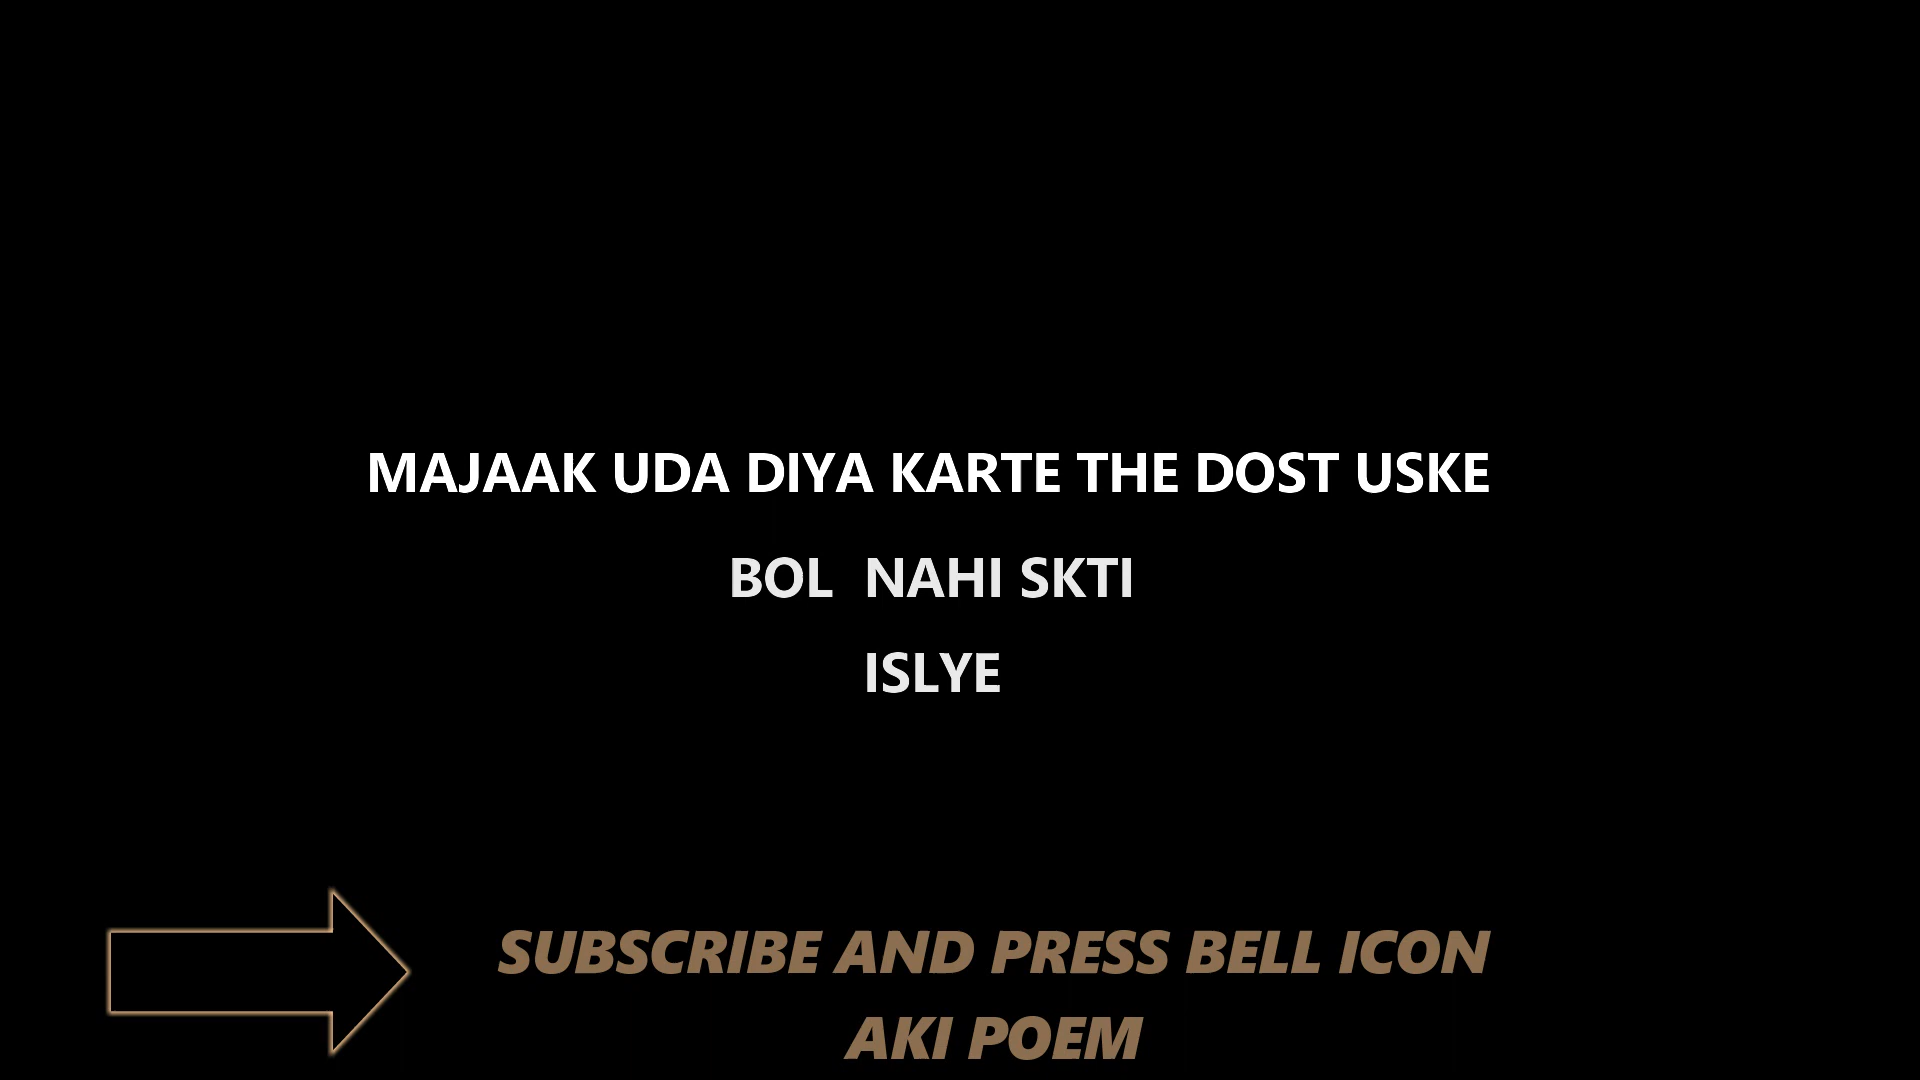 MAJAAK UDA DIYA KARTE THE DOST USKE
BOL  NAHI SKTI
ISLYE
SUBSCRIBE AND PRESS BELL ICON
AKI POEM